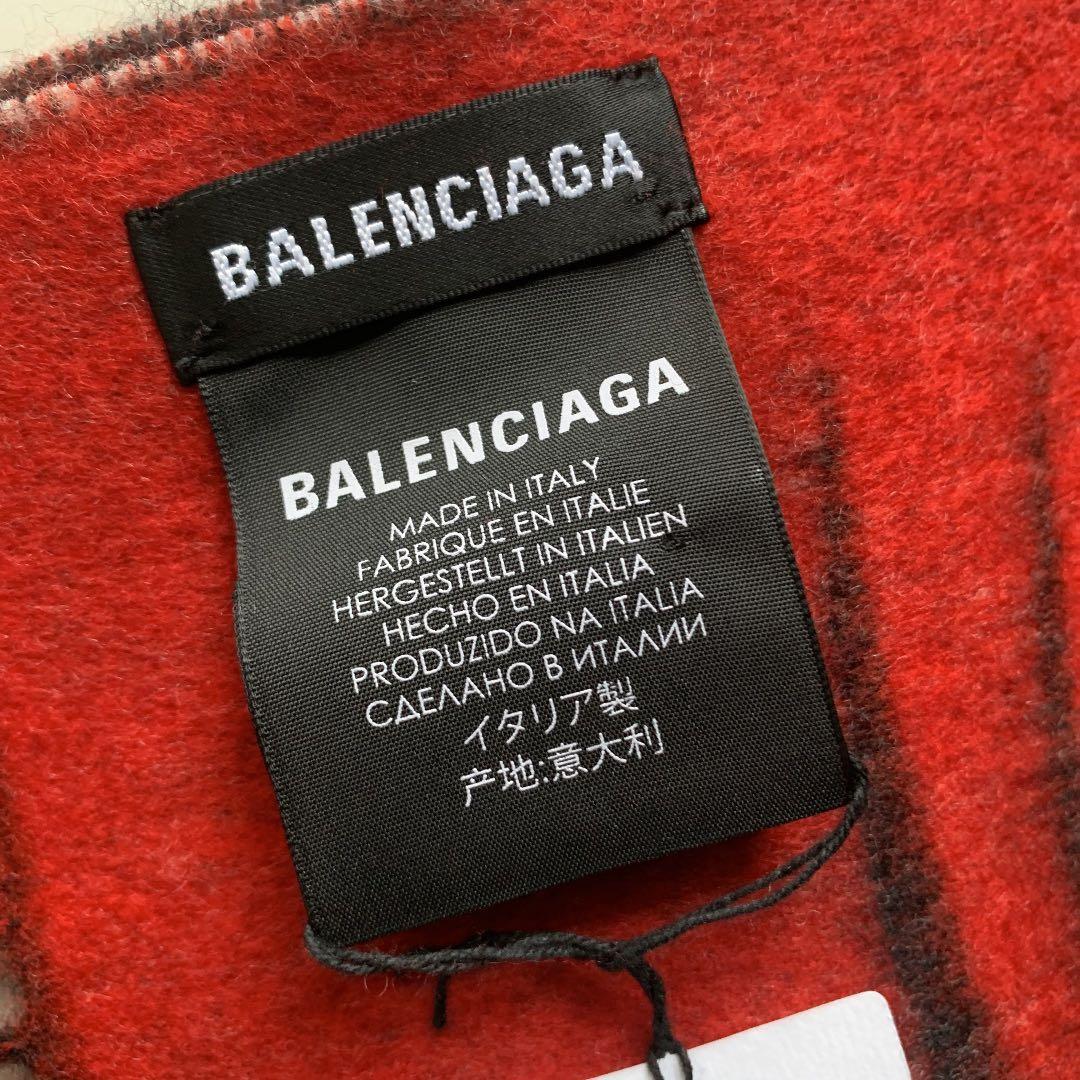 BALENCIAGA
BALENCIAGA
MADE IN ITALY
FABRIQUE EN ITALIE
HERGESTELLT IN ITALIEN
HECHO EN ITALIA
PRODUZIDO NA ITALIA
СДЕЛАНО В ИТАЛИИ
イタリア製
产地:意大利